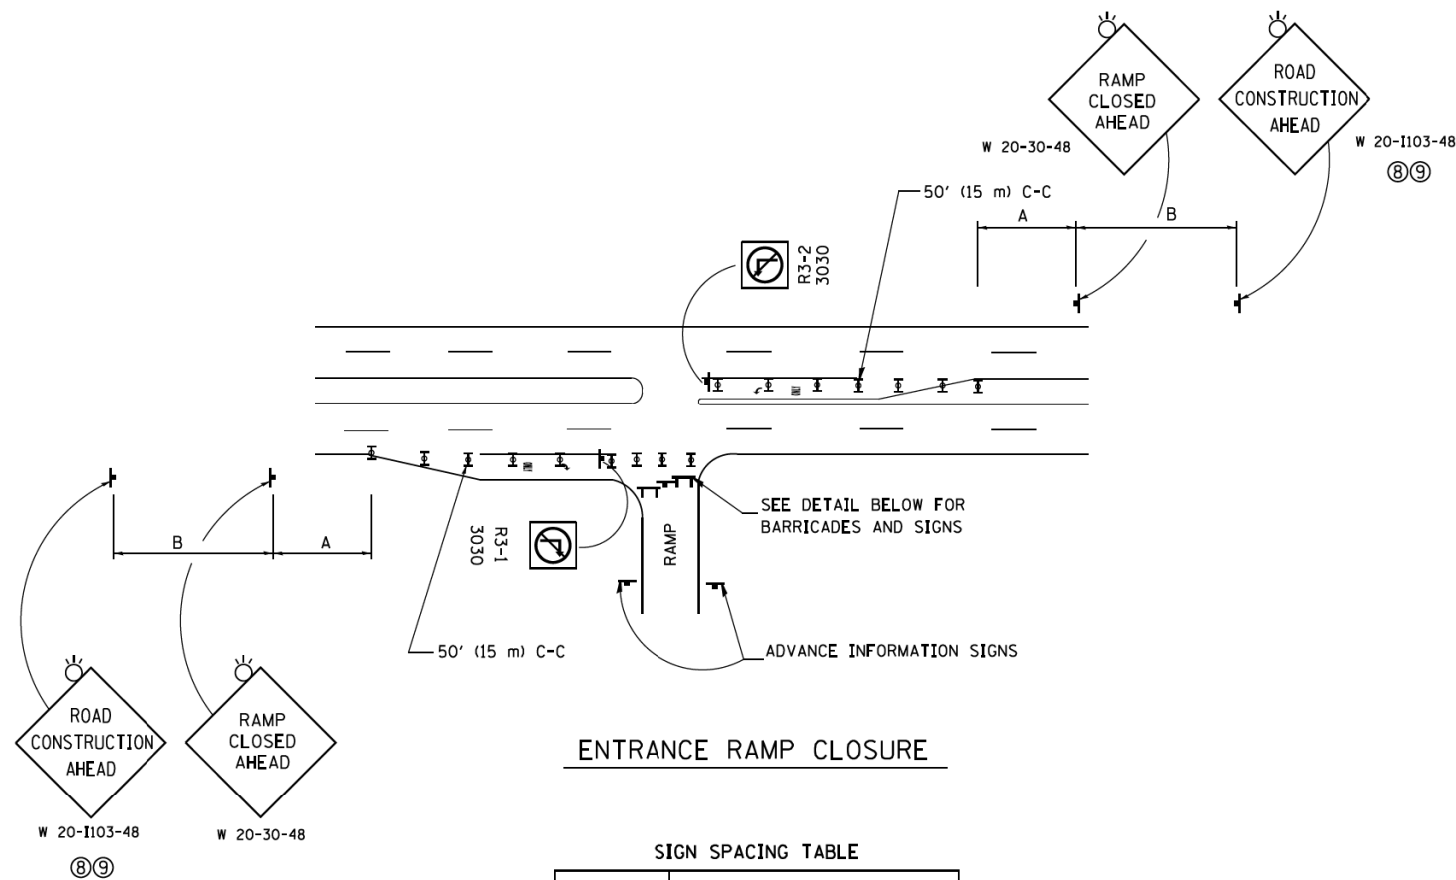 RAMP
CLOSED
AHEAD
W 20-30-48
ROAD
CONSTRUCTION
AHEAD
W 20-I103-48
⑧⑨
50' (15 m) C-C
A
B
R3-2
3030
SEE DETAIL BELOW FOR
BARRICADES AND SIGNS
RAMP
R3-1
3030
B
A
50' (15 m) C-C
ADVANCE INFORMATION SIGNS
ROAD
CONSTRUCTION
AHEAD
W 20-I103-48
⑧⑨
RAMP
CLOSED
AHEAD
W 20-30-48
ENTRANCE RAMP CLOSURE
SIGN SPACING TABLE